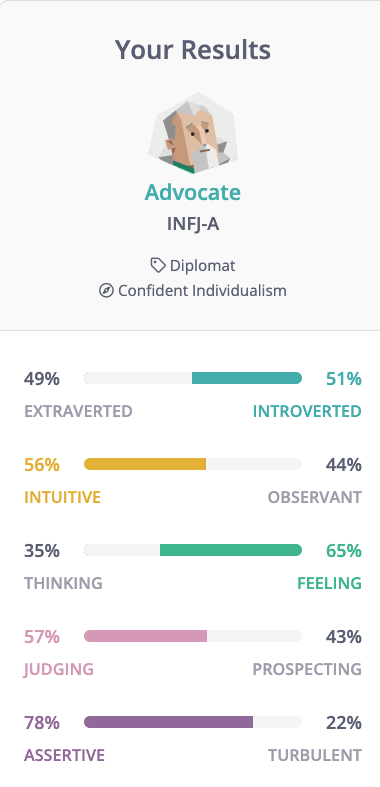 Your Results
Advocate
INFJ-A
Diplomat
Confident Individualism
49% 51%
EXTRAVERTED INTROVERTED
56% 44%
INTUITIVE OBSERVANT
35% 65%
THINKING FEELING
57% 43%
JUDGING PROSPECTING
78% 22%
ASSERTIVE TURBULENT